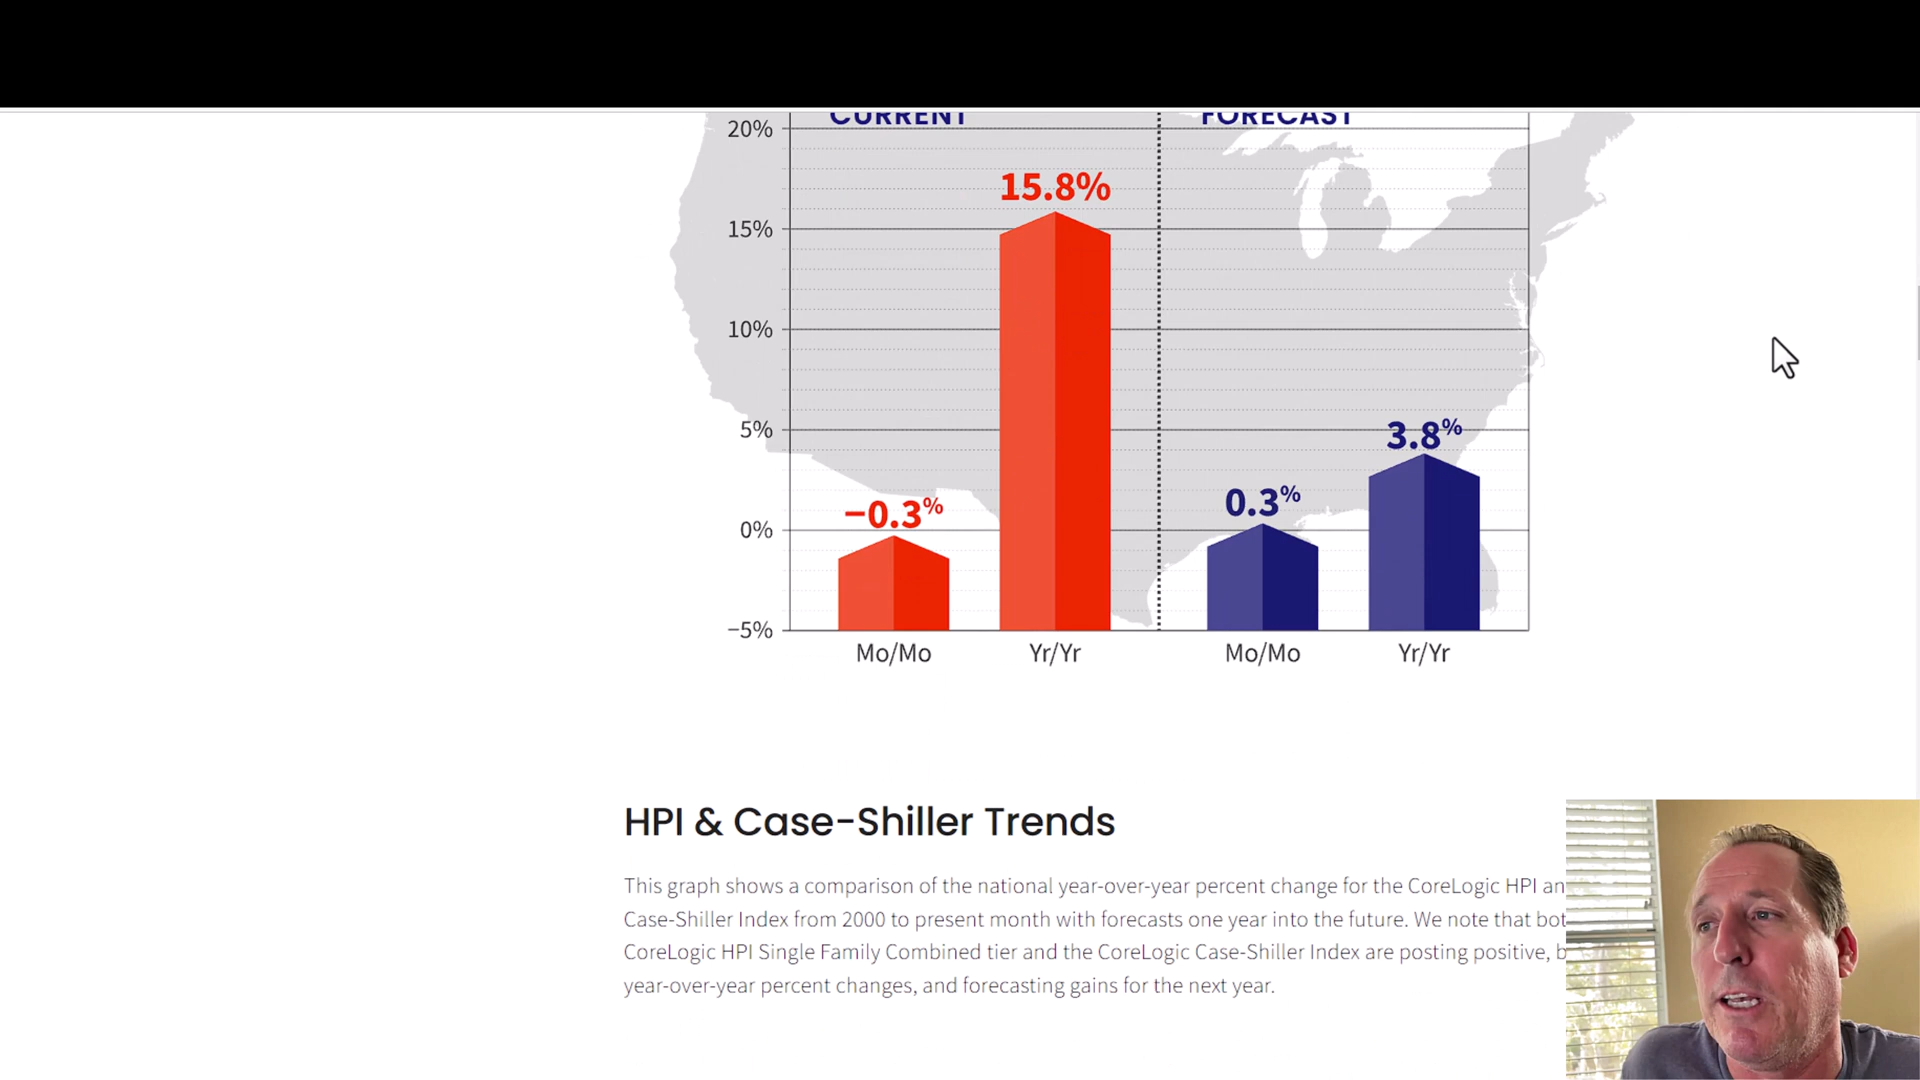 CURRENT FORECAST
20%
15.8%
15%
10%
5%
3.8%
0.3%
−0.3%
0%
−5%
Mo/Mo Yr/Yr Mo/Mo Yr/Yr
HPI & Case-Shiller Trends
This graph shows a comparison of the national year-over-year percent change for the CoreLogic HPI an
Case-Shiller Index from 2000 to present month with forecasts one year into the future. We note that bot
CoreLogic HPI Single Family Combined tier and the CoreLogic Case-Shiller Index are posting positive, b
year-over-year percent changes, and forecasting gains for the next year.